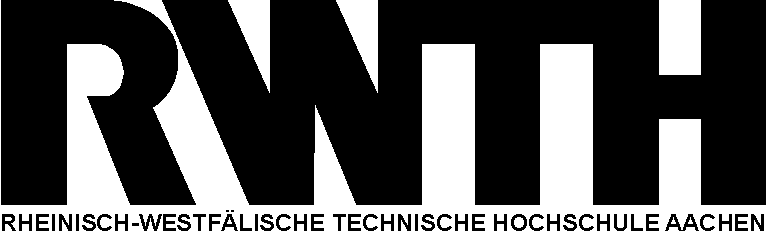 RWTH
RHEINISCH-WESTFÄLISCHE TECHNISCHE HOCHSCHULE AACHEN